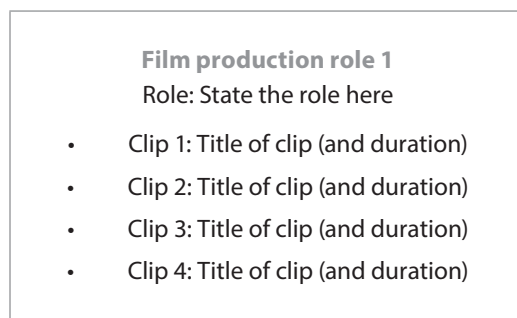 Film production role 1
Role: State the role here
• Clip 1: Title of clip (and duration)
• Clip 2: Title of clip (and duration)
• Clip 3: Title of clip (and duration)
• Clip 4: Title of clip (and duration)